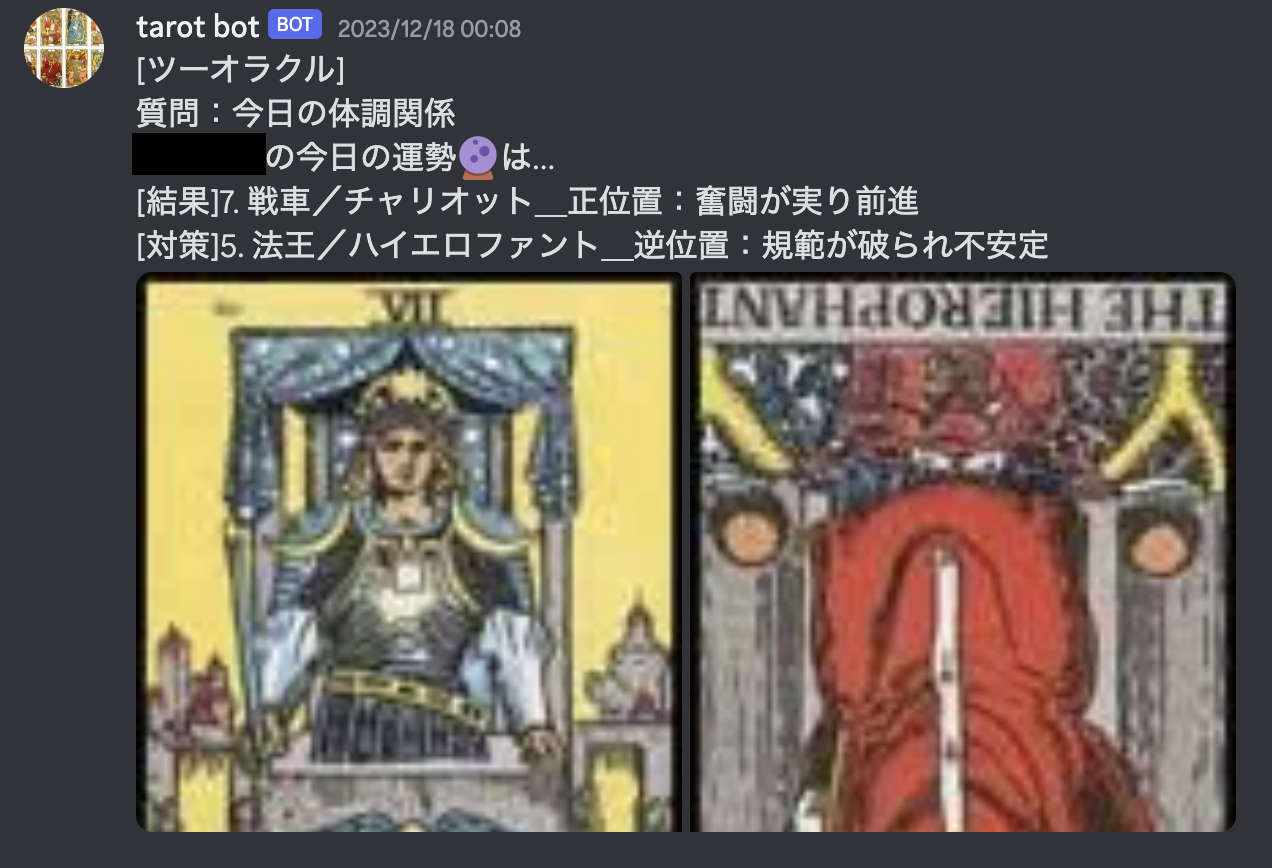 tarot bot BOT 2023/12/18 00:08
[ツーオラクル]
質問：今日の体調関係
の今日の運勢🔮は...
[結果]7. 戦車／チャリオット__正位置：奮闘が実り前進
[対策]5. 法王／ハイエロファント__逆位置：規範が破られ不安定
VII
THE HIEROPHANT